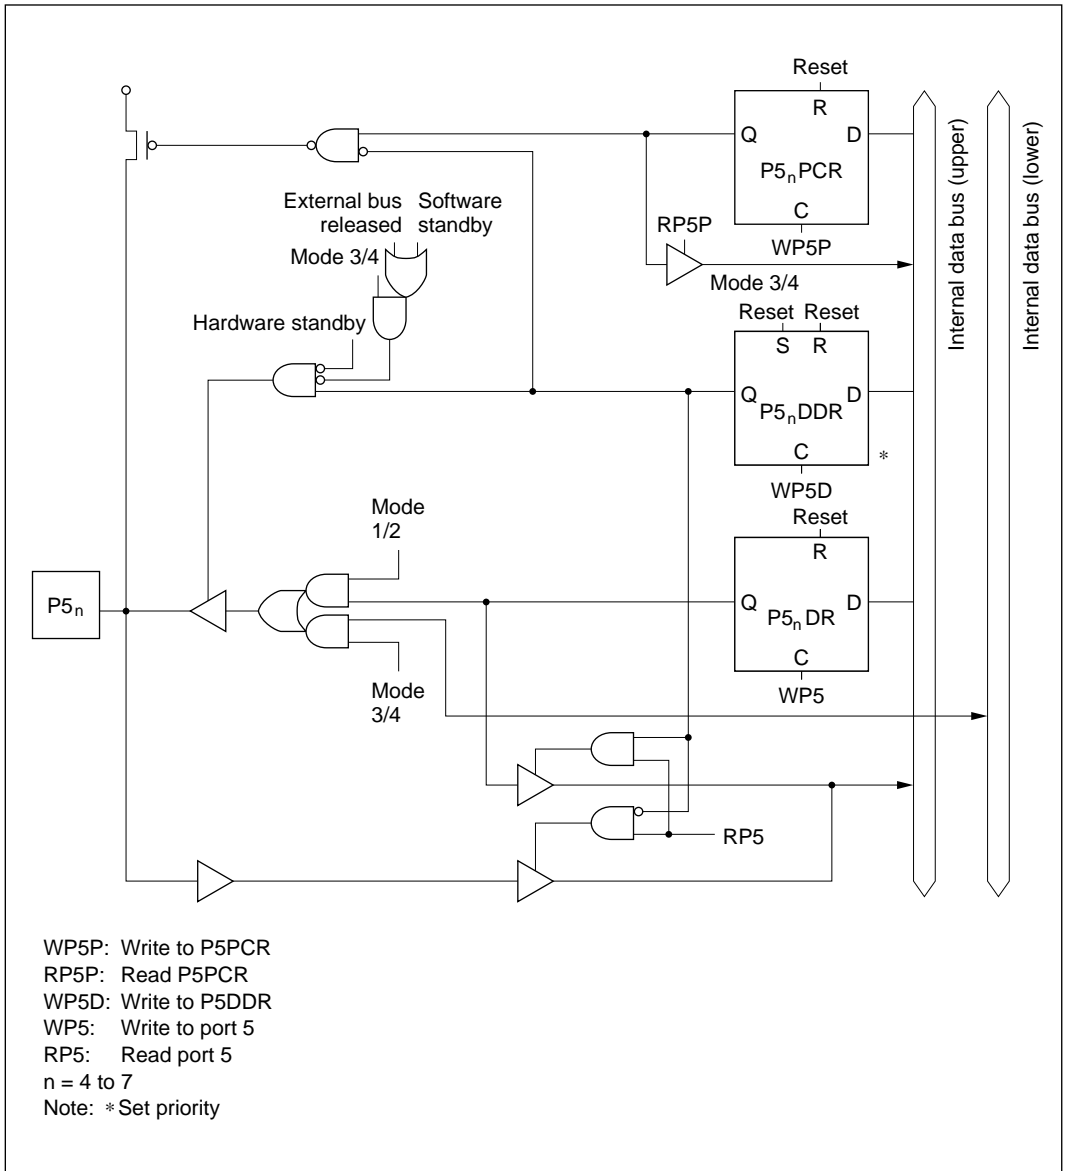 Reset
R
Q
D
P5nPCR
C
WP5P
Internal data bus (upper)
Internal data bus (lower)
External bus
released
Software
standby
RP5P
Mode 3/4
Mode 3/4
Hardware standby
Reset
Reset
S
R
Q
D
P5nDDR
C
*
WP5D
Mode
1/2
Reset
R
P5n
Q
D
P5n DR
C
WP5
Mode
3/4
RP5
WP5P: Write to P5PCR
RP5P: Read P5PCR
WP5D: Write to P5DDR
WP5: Write to port 5
RP5: Read port 5
n = 4 to 7
Note: * Set priority